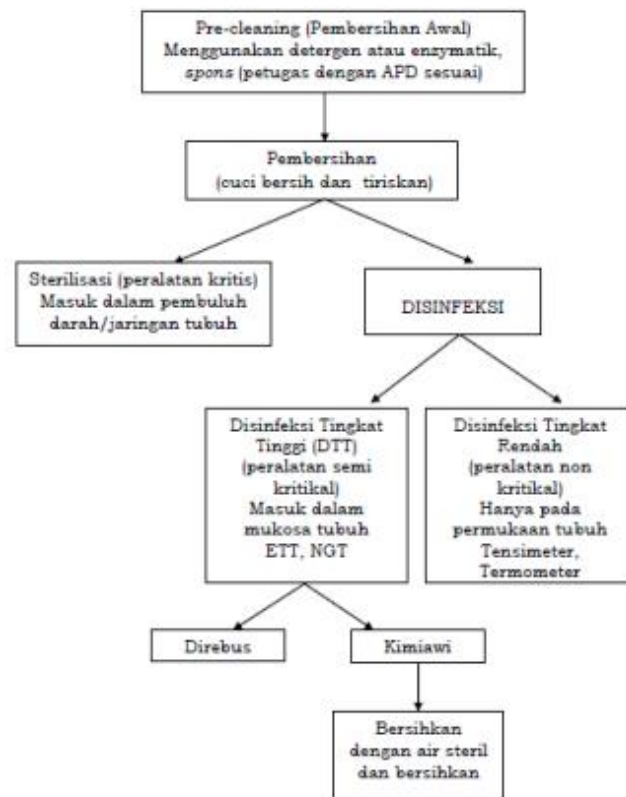 Pre-cleaning (Pembersihan Awal)
Menggunakan detergen atau enzymatik,
spons (petugas dengan APD sesuai)
Pembersihan
(cuci bersih dan tiriskan)
Sterilisasi (peralatan kritis)
Masuk dalam pembuluh
darah/jaringan tubuh
DISINFEKSI
Disinfeksi Tingkat
Tinggi (DTT)
(peralatan semi
kritikal)
Masuk dalam
mukosa tubuh
ETT, NGT
Disinfeksi Tingkat
Rendah
(peralatan non
kritikal)
Hanya pada
permukaan tubuh
Tensimeter,
Termometer
Direbus
Kimiawi
Bersihkan
dengan air steril
dan bersihkan